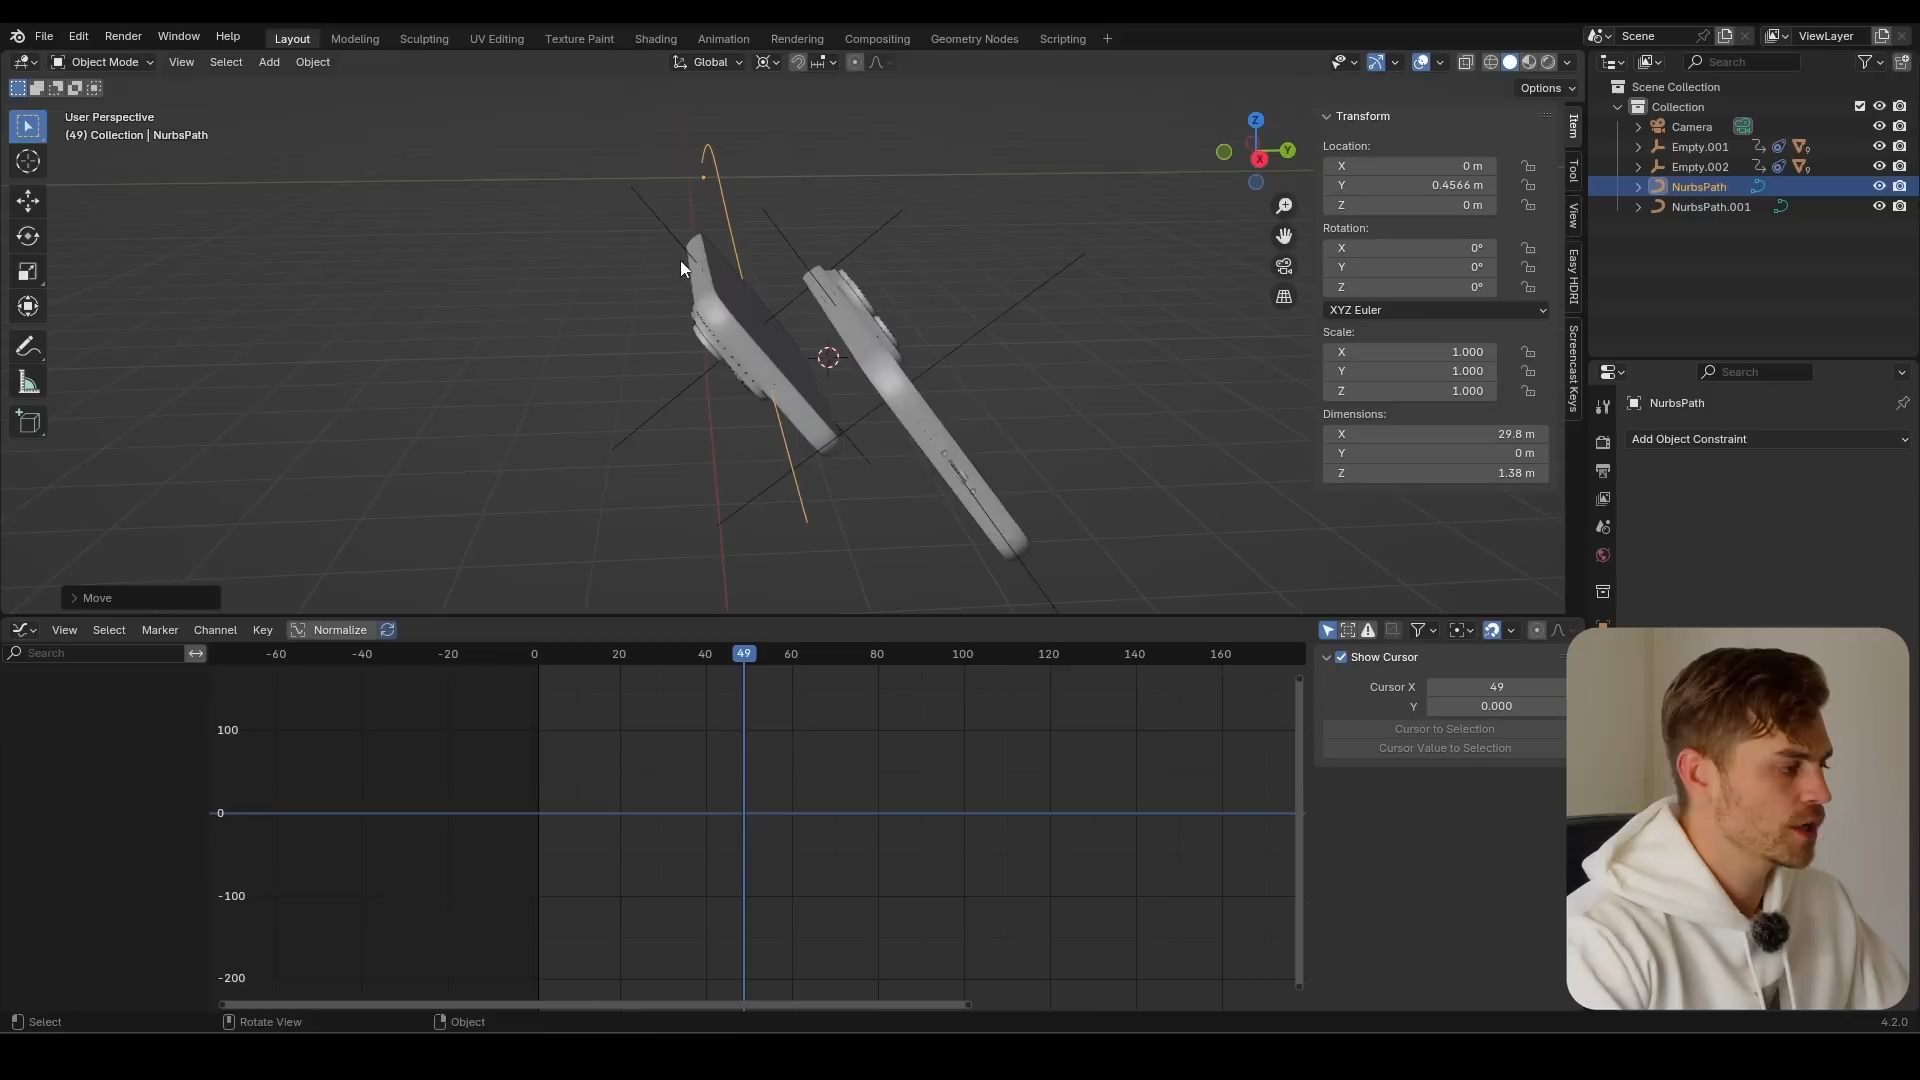 File Edit Render Window Help Layout Modeling Sculpting UV Editing Texture Paint Shading Animation Rendering Compositing Geometry Nodes Scripting + Scene ViewLayer
Object Mode View Select Add Object Global Search
Options
User Perspective
(49) Collection | NurbsPath
Z
Y
X
Transform
Location:
X 0 m
Y 0.4566 m
Z 0 m
Rotation:
X 0°
Y 0°
Z 0°
XYZ Euler
Scale:
X 1.000
Y 1.000
Z 1.000
Dimensions:
X 29.8 m
Y 0 m
Z 1.38 m
Item
Tool
View
Easy HDRI
Screencast Keys
Scene Collection
Collection
Camera
Empty.001 9
Empty.002 9
NurbsPath
NurbsPath.001
Search
NurbsPath
Add Object Constraint
> Move
View Select Marker Channel Key Normalize
Search
-60 -40 -20 0 20 40 49 60 80 100 120 140 160
100
0
-100
-200
Show Cursor
Cursor X 49
Y 0.000
Cursor to Selection
Cursor Value to Selection
Select Rotate View Object 4.2.0